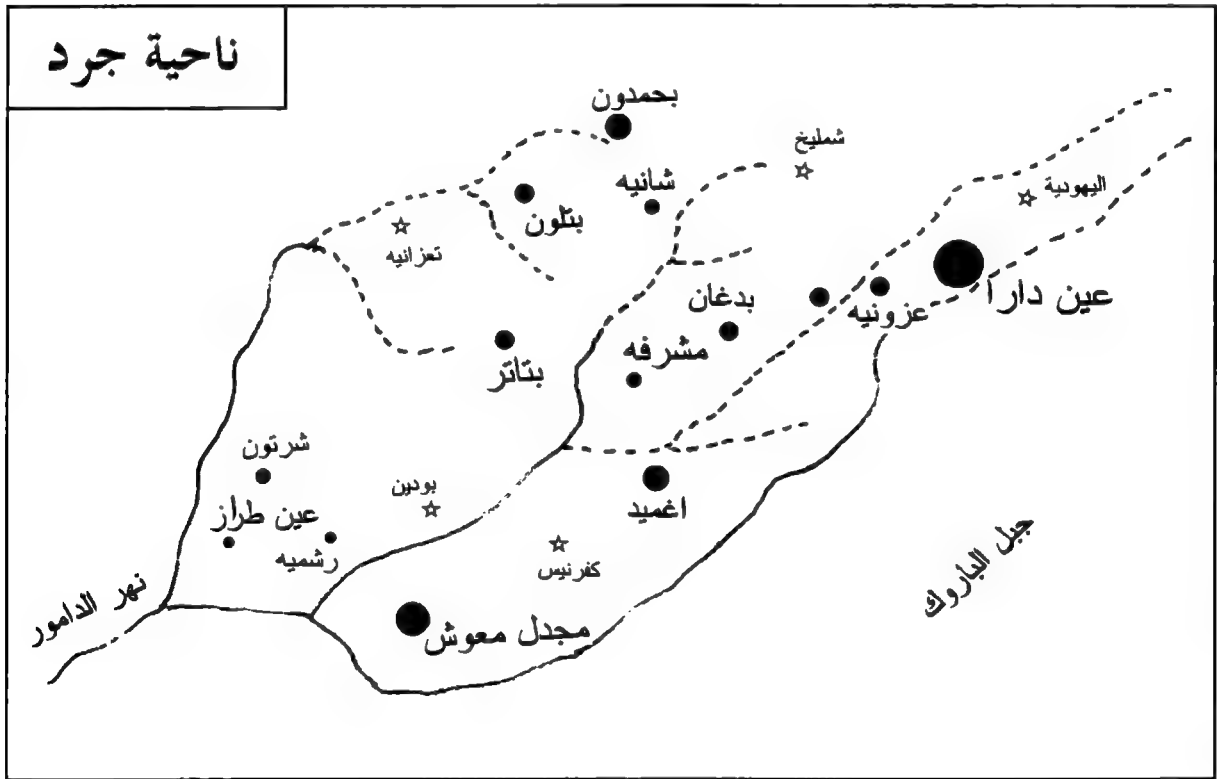 ناحية جرد
بحمدون
شمليخ
شانيه
اليهودية
بتلون
تعزانيه
عين دارا
بدغان
عزونيه
مشرفه
بتاتر
شرتون
بودين
اغميد
عين طراز
رشميه
كفرنيس
جبل الباروك
نهر الدامور
مجدل معوش